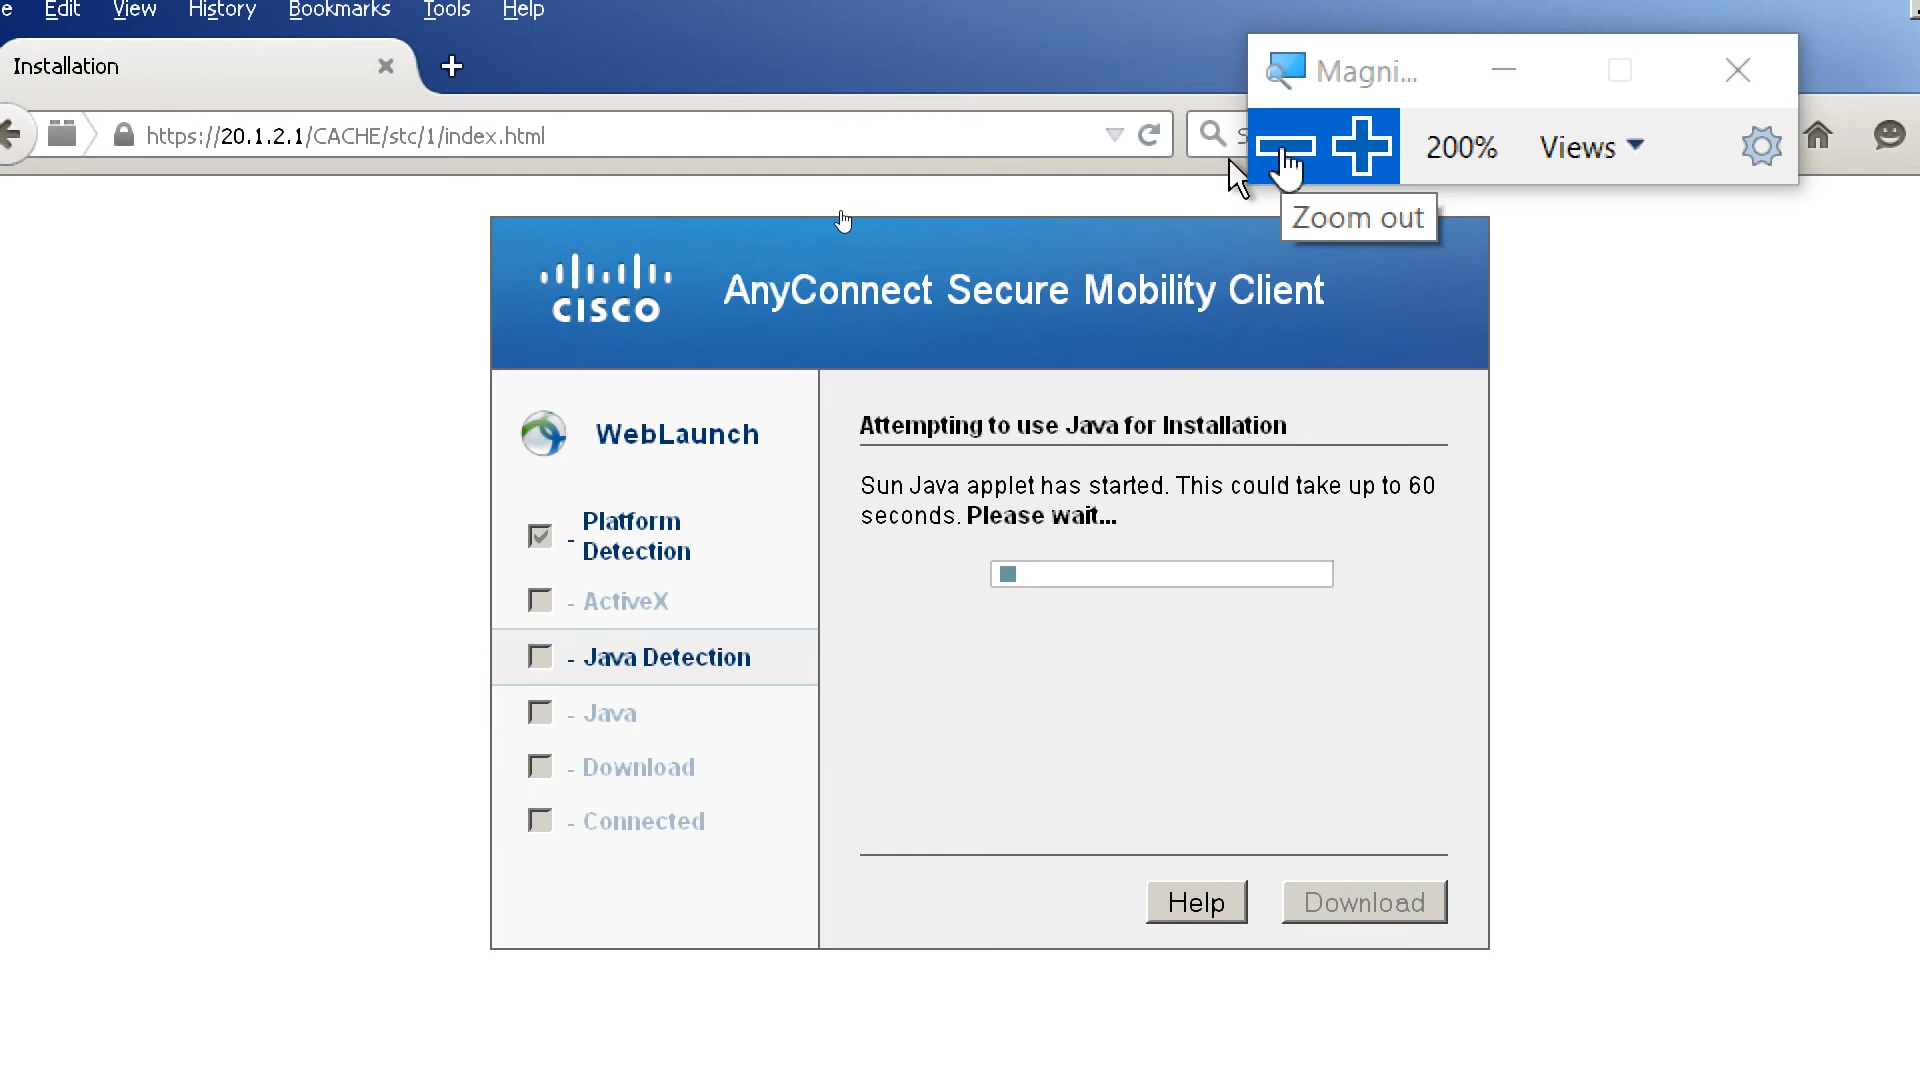 e Edit View History Bookmarks Tools Help
Installation
Magni...
https://20.1.2.1/CACHE/stc/1/index.html
S
200% Views
Zoom out
CISCO
AnyConnect Secure Mobility Client
WebLaunch
Platform
Detection
- ActiveX
- Java Detection
- Java
- Download
- Connected
Attempting to use Java for Installation
Sun Java applet has started. This could take up to 60
seconds. Please wait...
Help
Download